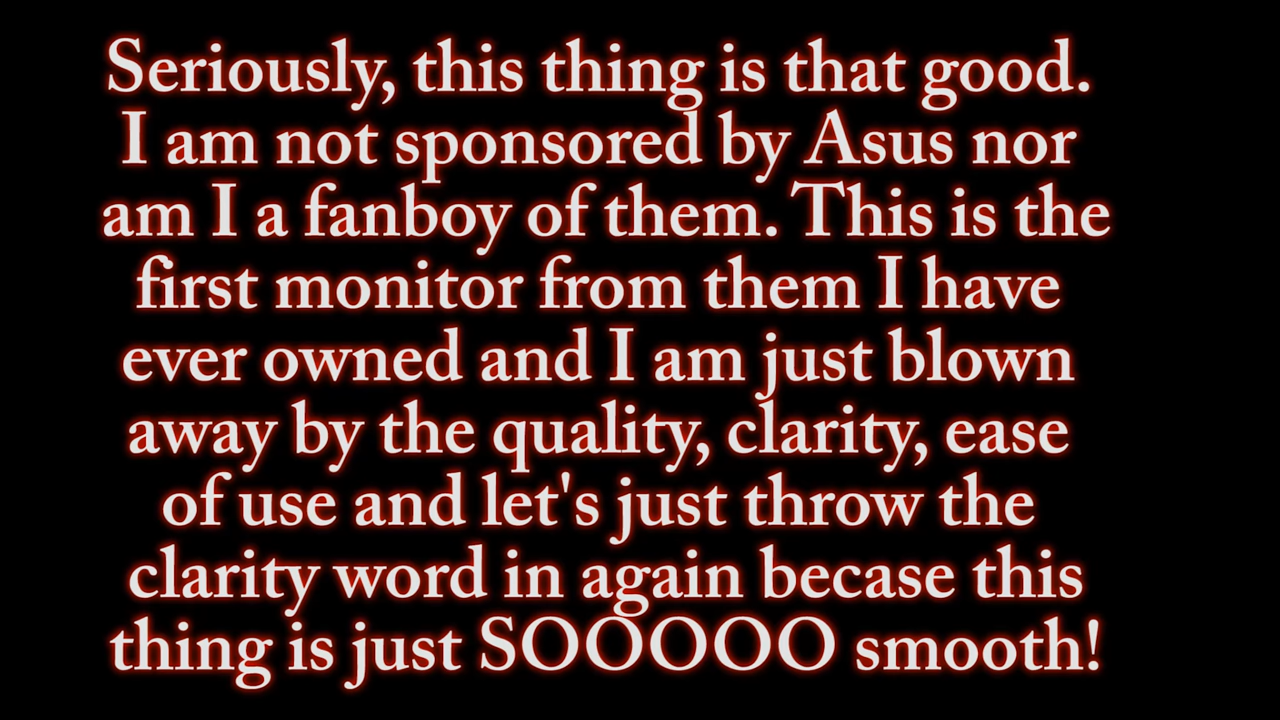 Seriously, this thing is that good.
I am not sponsored by Asus nor
am I a fanboy of them. This is the
first monitor from them I have
ever owned and I am just blown
away by the quality, clarity, ease
of use and let's just throw the
clarity word in again becase this
thing is just SOOOOO smooth!